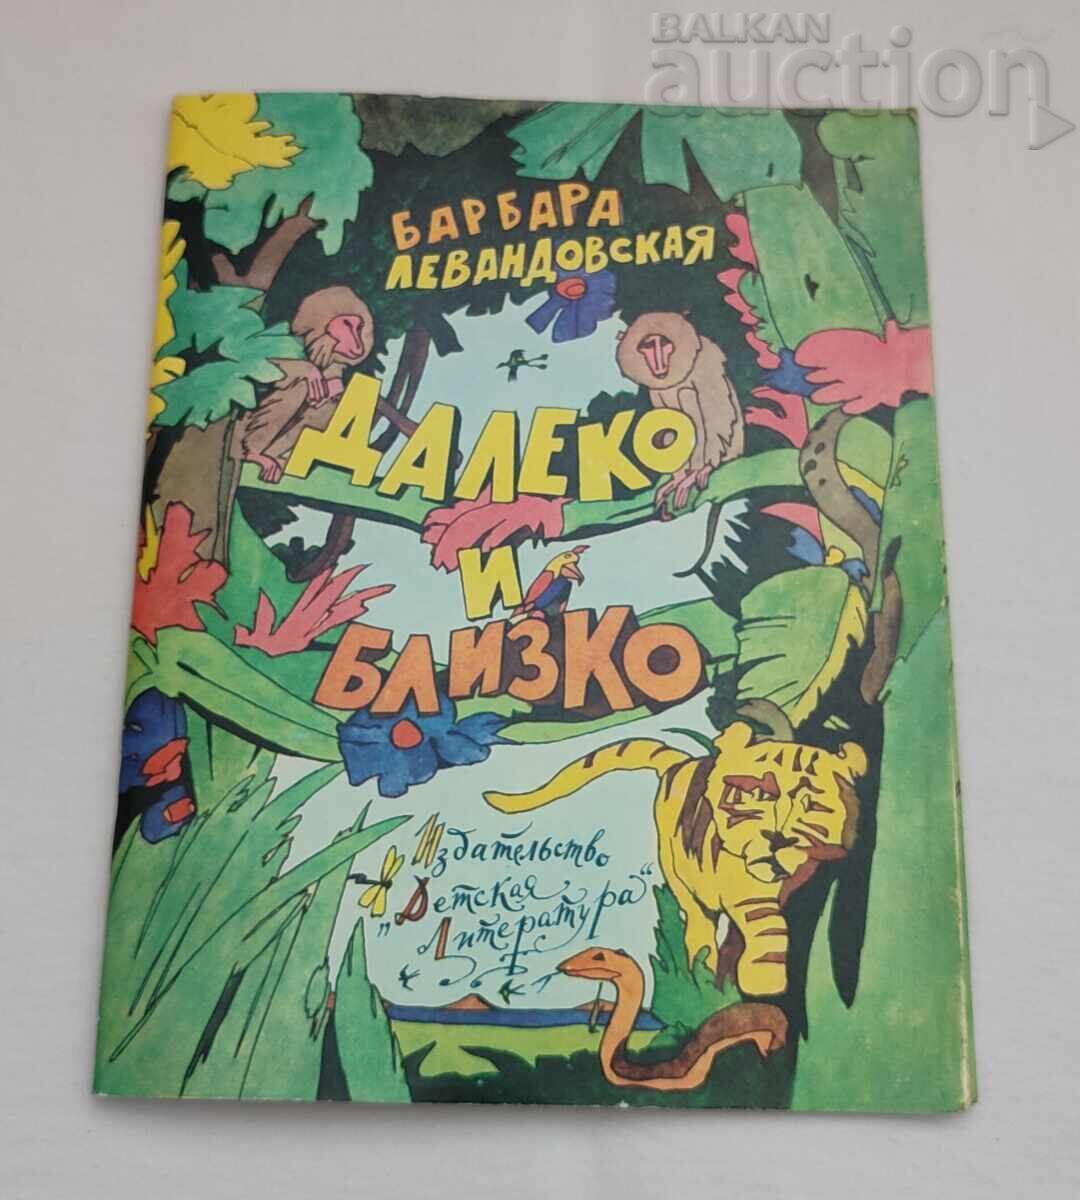 BALKAN
auction
БАРБАРА
ЛЕВАНДОВСКАЯ
ДАЛЕКО
И
БЛИЗКО
Издательство
„Детская
Литература“